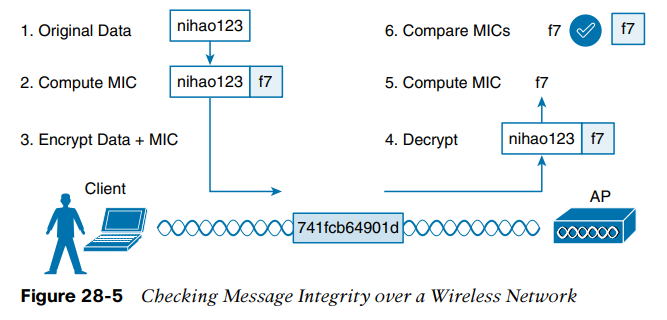 1. Original Data
nihao123
2. Compute MIC
nihao123 f7
3. Encrypt Data + MIC
6. Compare MICs f7 f7
5. Compute MIC f7
4. Decrypt nihao123 f7
Client
741fcb64901d
AP
Figure 28-5 Checking Message Integrity over a Wireless Network